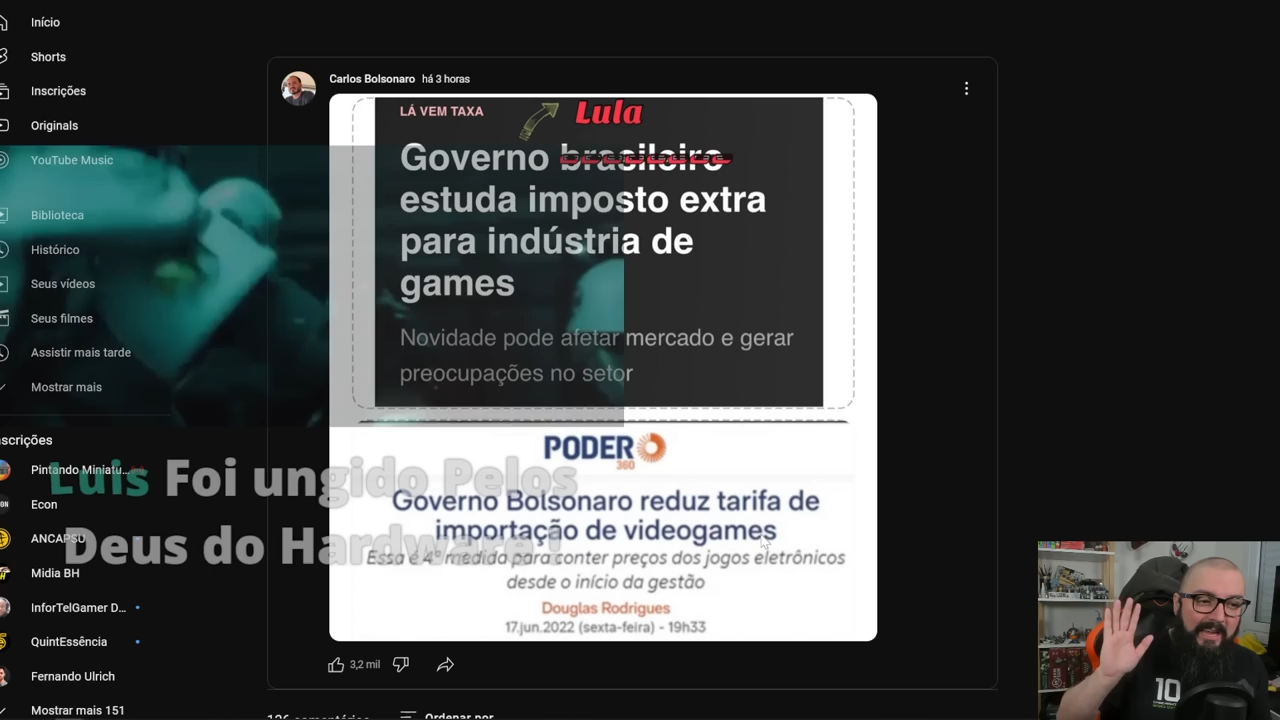 Início
Shorts
Inscrições
Originals
YouTube Music
Biblioteca
Histórico
Seus vídeos
Seus filmes
Assistir mais tarde
Mostrar mais
Inscrições
Pintando Miniatu...
Econ
ANCAPSU
Midia BH
InforTelGamer D...
QuintEssência
Fernando Ulrich
Mostrar mais 151
Carlos Bolsonaro há 3 horas
LÁ VEM TAXA
Lula
Governo brasileiro
estuda imposto extra
para indústria de
games
Novidade pode afetar mercado e gerar
preocupações no setor
PODER
360
Governo Bolsonaro reduz tarifa de
importação de videogames
Essa é 4ª medida para conter preços dos jogos eletrônicos
desde o início da gestão
Douglas Rodrigues
17.jun.2022 (sexta-feira) - 19h33
3,2 mil
Ordenar por
Luis Foi ungido Pelos
Deus do Hardware !
10